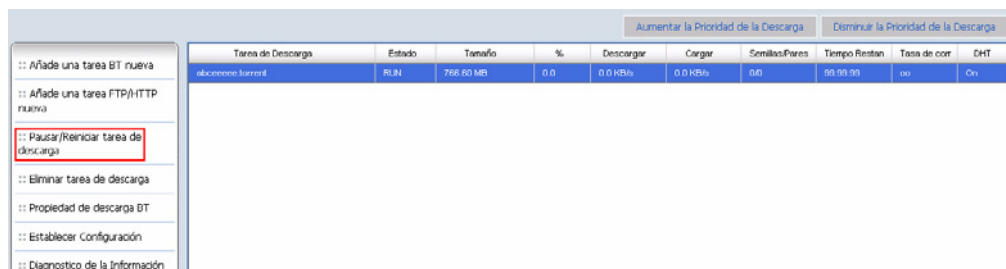 Aumentar la Prioridad de la Descarga Disminuir la Prioridad de la Descarga
Tarea de Descarga Estado Tamaño % Descargar Cargar Semillas/Pares Tiempo Restan Tasa de corr DHT
abceeeee.torrent RUN 766.60 MB 0.0 0.0 KB/s 0.0 KB/s 0/0 99:99:99 oo On
:: Añade una tarea BT nueva
:: Añade una tarea FTP/HTTP
nueva
:: Pausar/Reiniciar tarea de
descarga
:: Eliminar tarea de descarga
:: Propiedad de descarga BT
:: Establecer Configuración
:: Diagnostico de la Información